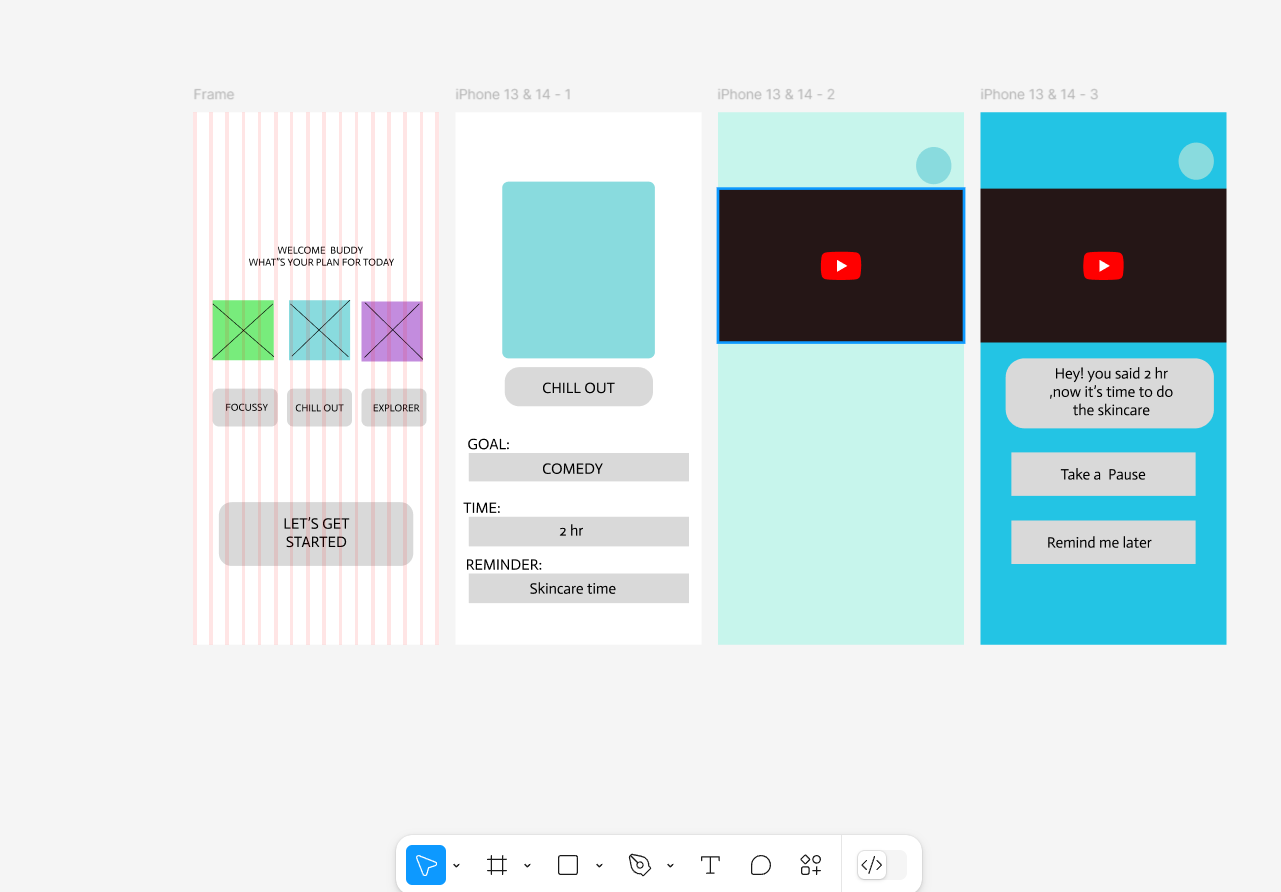 Frame
WELCOME BUDDY
WHAT"S YOUR PLAN FOR TODAY
FOCUSSY
CHILL OUT
EXPLORER
LET'S GET
STARTED
iPhone 13 & 14 - 1
CHILL OUT
GOAL:
COMEDY
TIME:
2 hr
REMINDER:
Skincare time
iPhone 13 & 14 - 2
iPhone 13 & 14 - 3
Hey! you said 2 hr
,now it's time to do
the skincare
Take a Pause
Remind me later